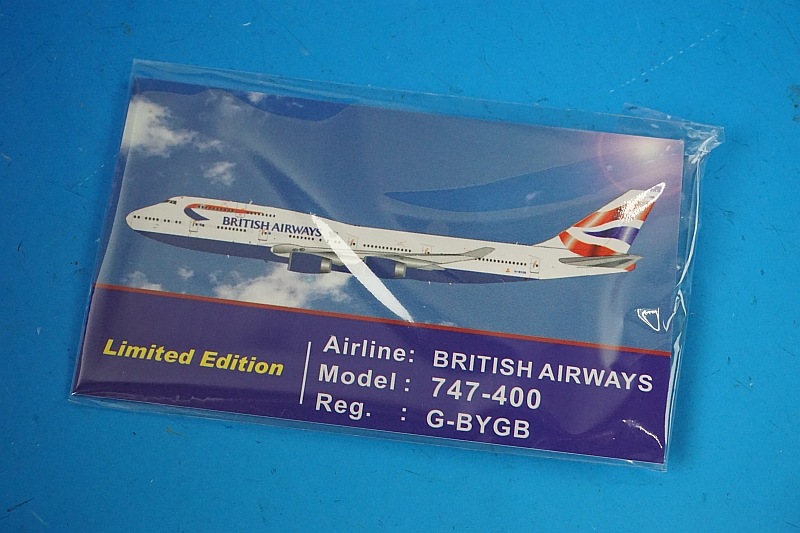 BRITISH AIRWAYS
Limited Edition
Airline: BRITISH AIRWAYS
Model : 747-400
Reg. : G-BYGB